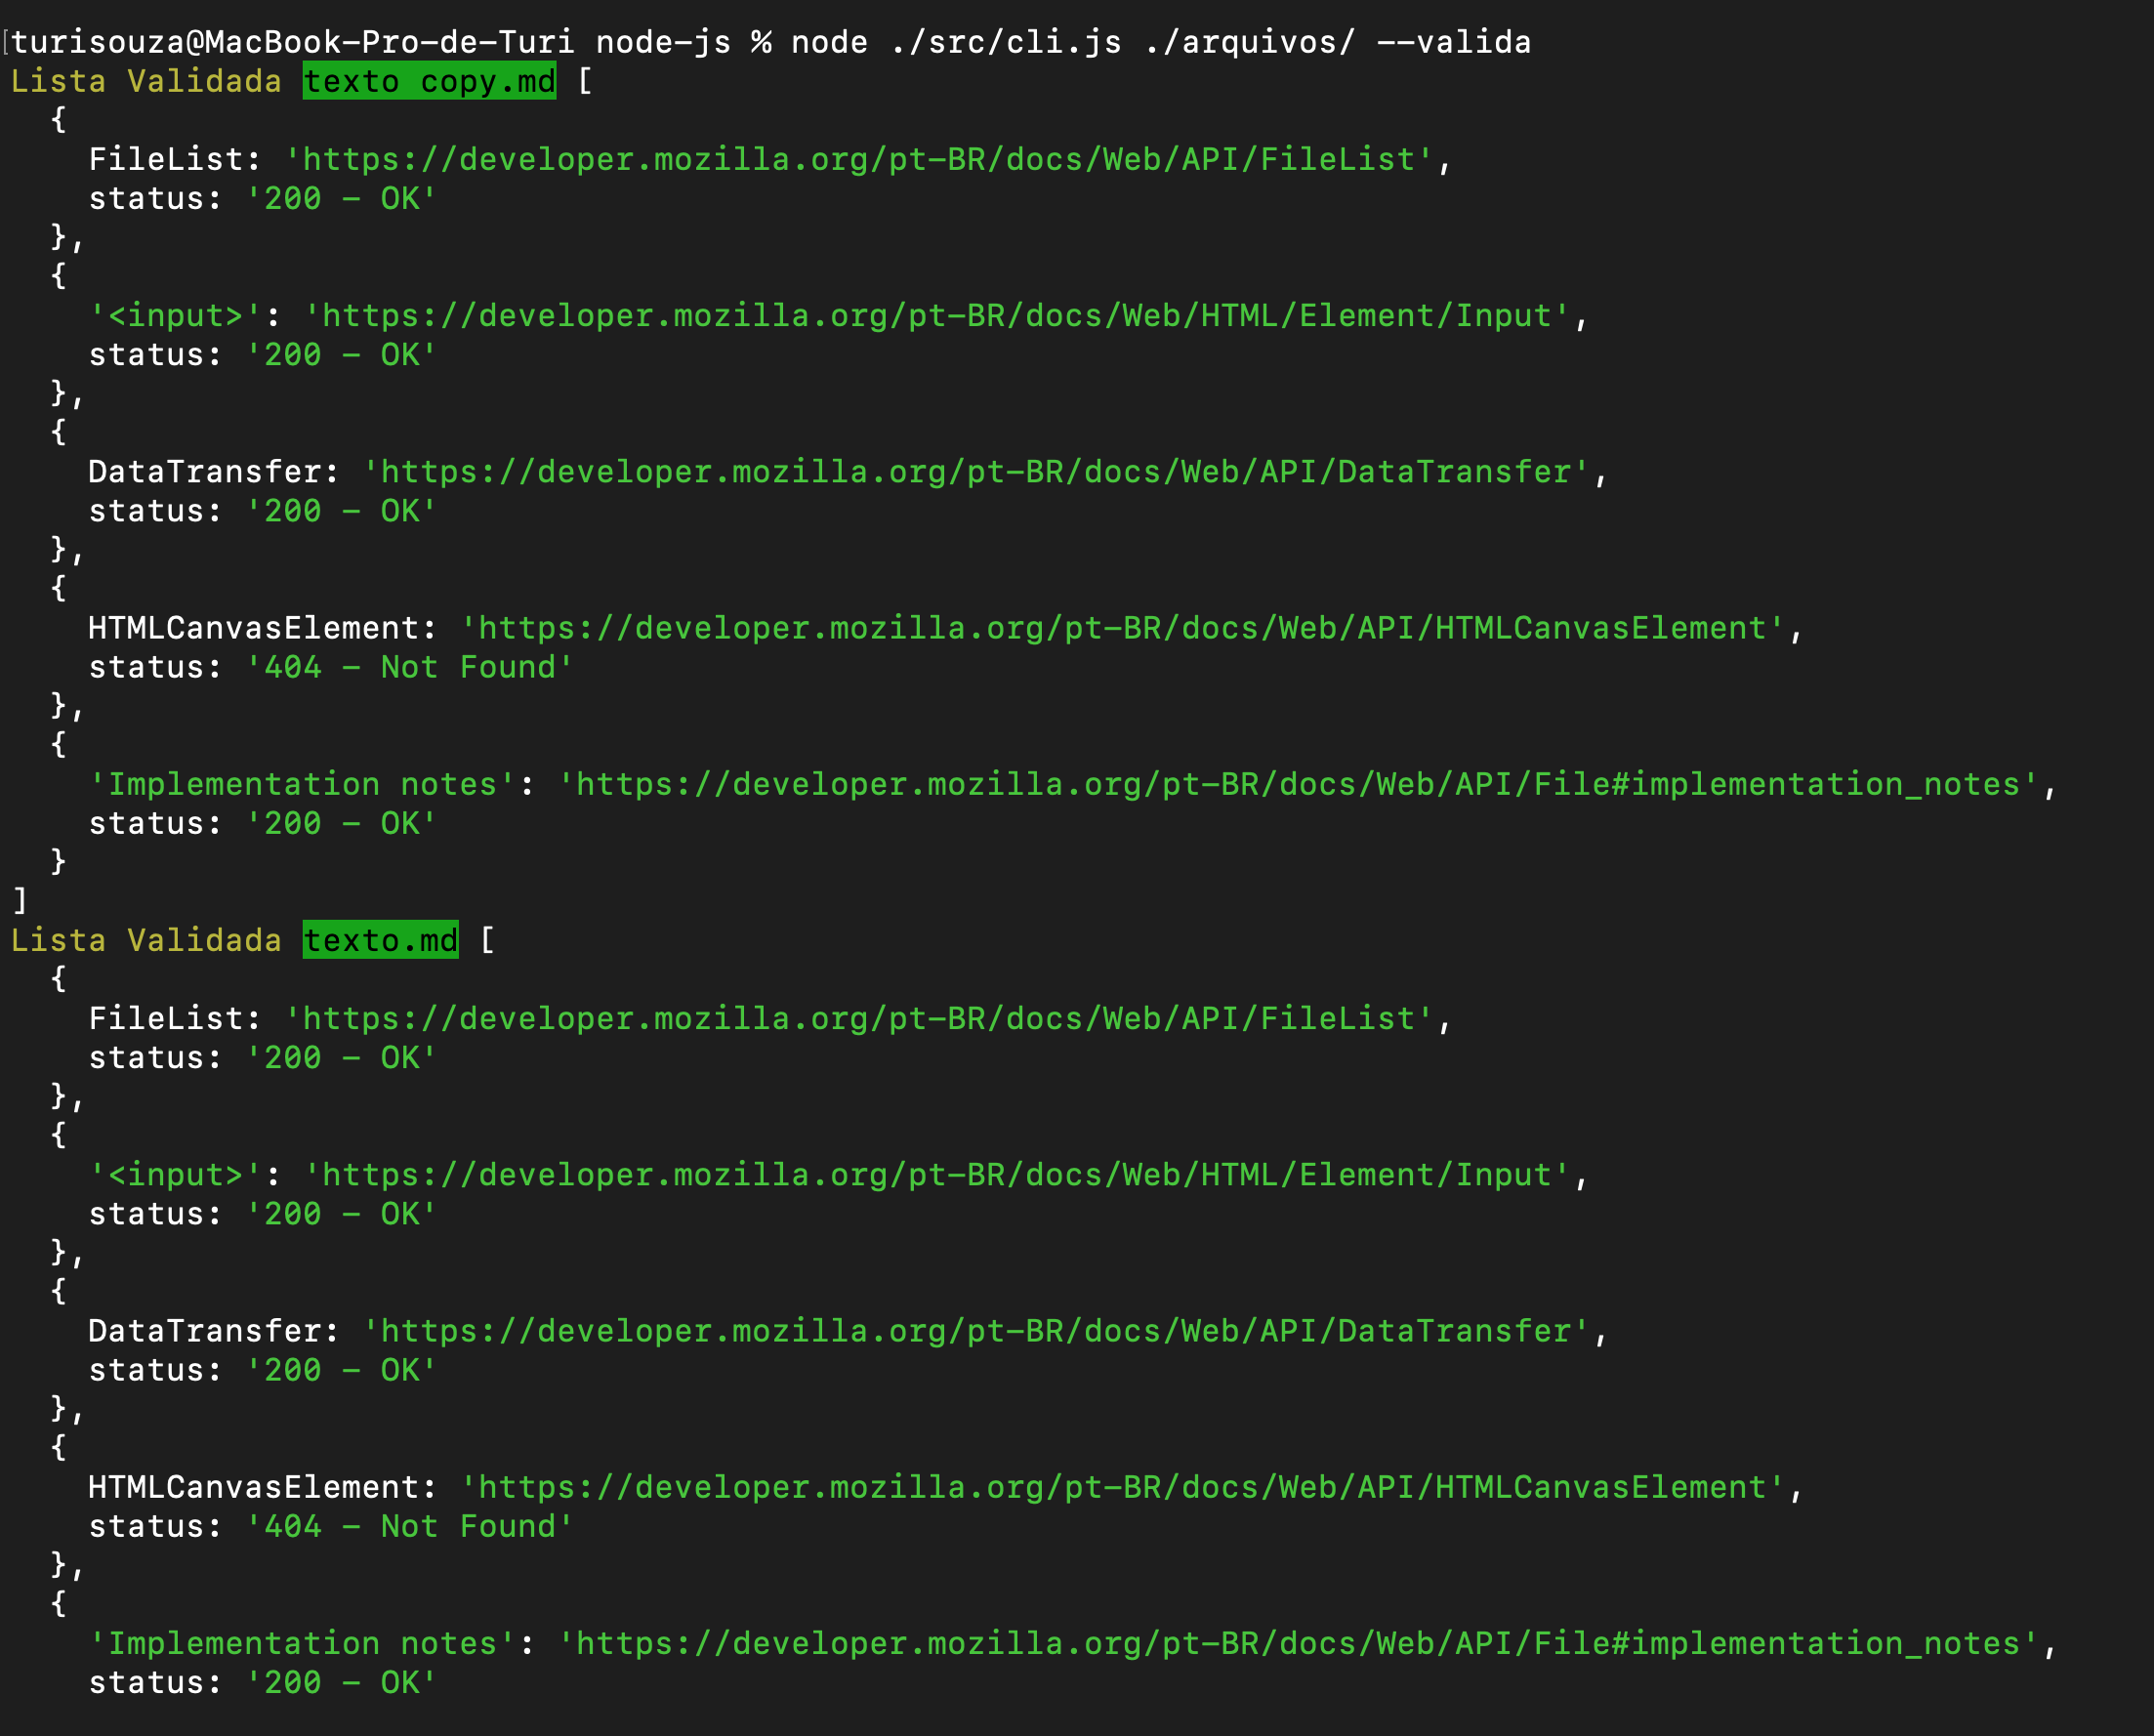 [turisouza@MacBook-Pro-de-Turi node-js % node ./src/cli.js ./arquivos/ --valida
Lista Validada texto copy.md [
  {
    FileList: 'https://developer.mozilla.org/pt-BR/docs/Web/API/FileList',
    status: '200 - OK'
  },
  {
    '<input>': 'https://developer.mozilla.org/pt-BR/docs/Web/HTML/Element/Input',
    status: '200 - OK'
  },
  {
    DataTransfer: 'https://developer.mozilla.org/pt-BR/docs/Web/API/DataTransfer',
    status: '200 - OK'
  },
  {
    HTMLCanvasElement: 'https://developer.mozilla.org/pt-BR/docs/Web/API/HTMLCanvasElement',
    status: '404 - Not Found'
  },
  {
    'Implementation notes': 'https://developer.mozilla.org/pt-BR/docs/Web/API/File#implementation_notes',
    status: '200 - OK'
  }
]
Lista Validada texto.md [
  {
    FileList: 'https://developer.mozilla.org/pt-BR/docs/Web/API/FileList',
    status: '200 - OK'
  },
  {
    '<input>': 'https://developer.mozilla.org/pt-BR/docs/Web/HTML/Element/Input',
    status: '200 - OK'
  },
  {
    DataTransfer: 'https://developer.mozilla.org/pt-BR/docs/Web/API/DataTransfer',
    status: '200 - OK'
  },
  {
    HTMLCanvasElement: 'https://developer.mozilla.org/pt-BR/docs/Web/API/HTMLCanvasElement',
    status: '404 - Not Found'
  },
  {
    'Implementation notes': 'https://developer.mozilla.org/pt-BR/docs/Web/API/File#implementation_notes',
    status: '200 - OK'